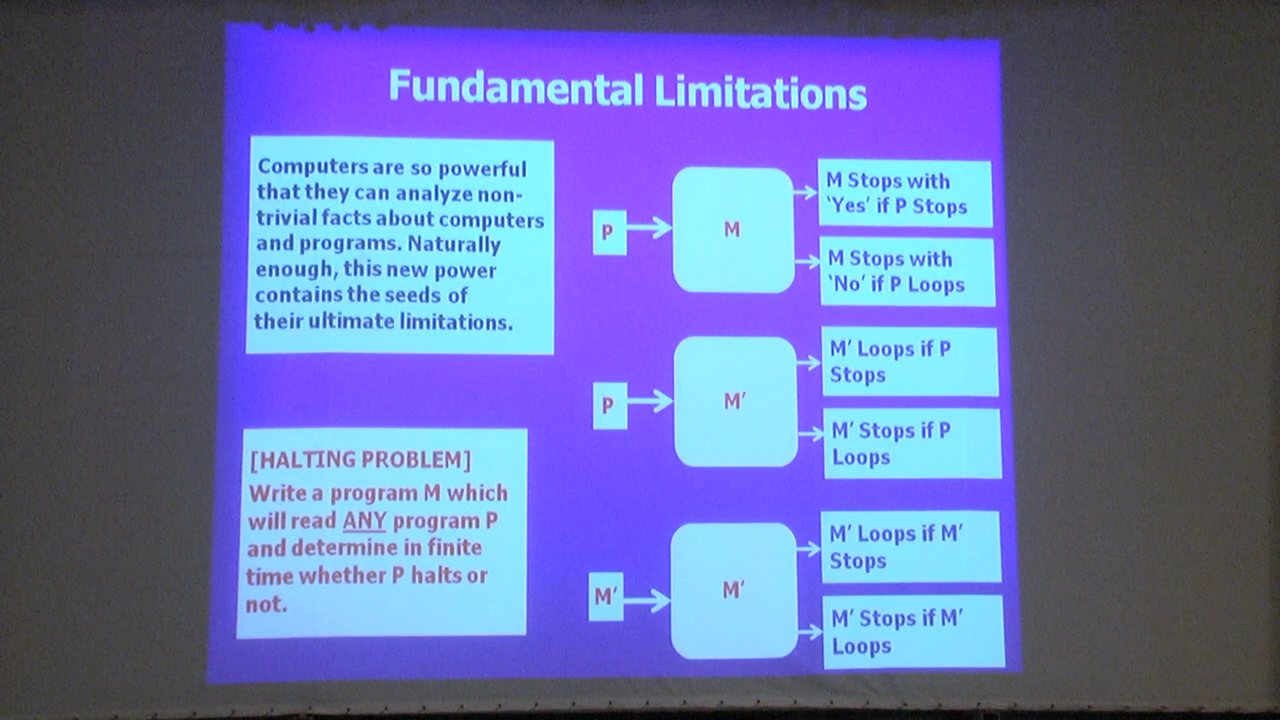 Fundamental Limitations
Computers are so powerful
that they can analyze non-
trivial facts about computers
and programs. Naturally
enough, this new power
contains the seeds of
their ultimate limitations.
[HALTING PROBLEM]
Write a program M which
will read ANY program P
and determine in finite
time whether P halts or
not.
P
M
M Stops with
‘Yes’ if P Stops
M Stops with
‘No’ if P Loops
P
M′
M′ Loops if P
Stops
M′ Stops if P
Loops
M′
M′
M′ Loops if M′
Stops
M′ Stops if M′
Loops